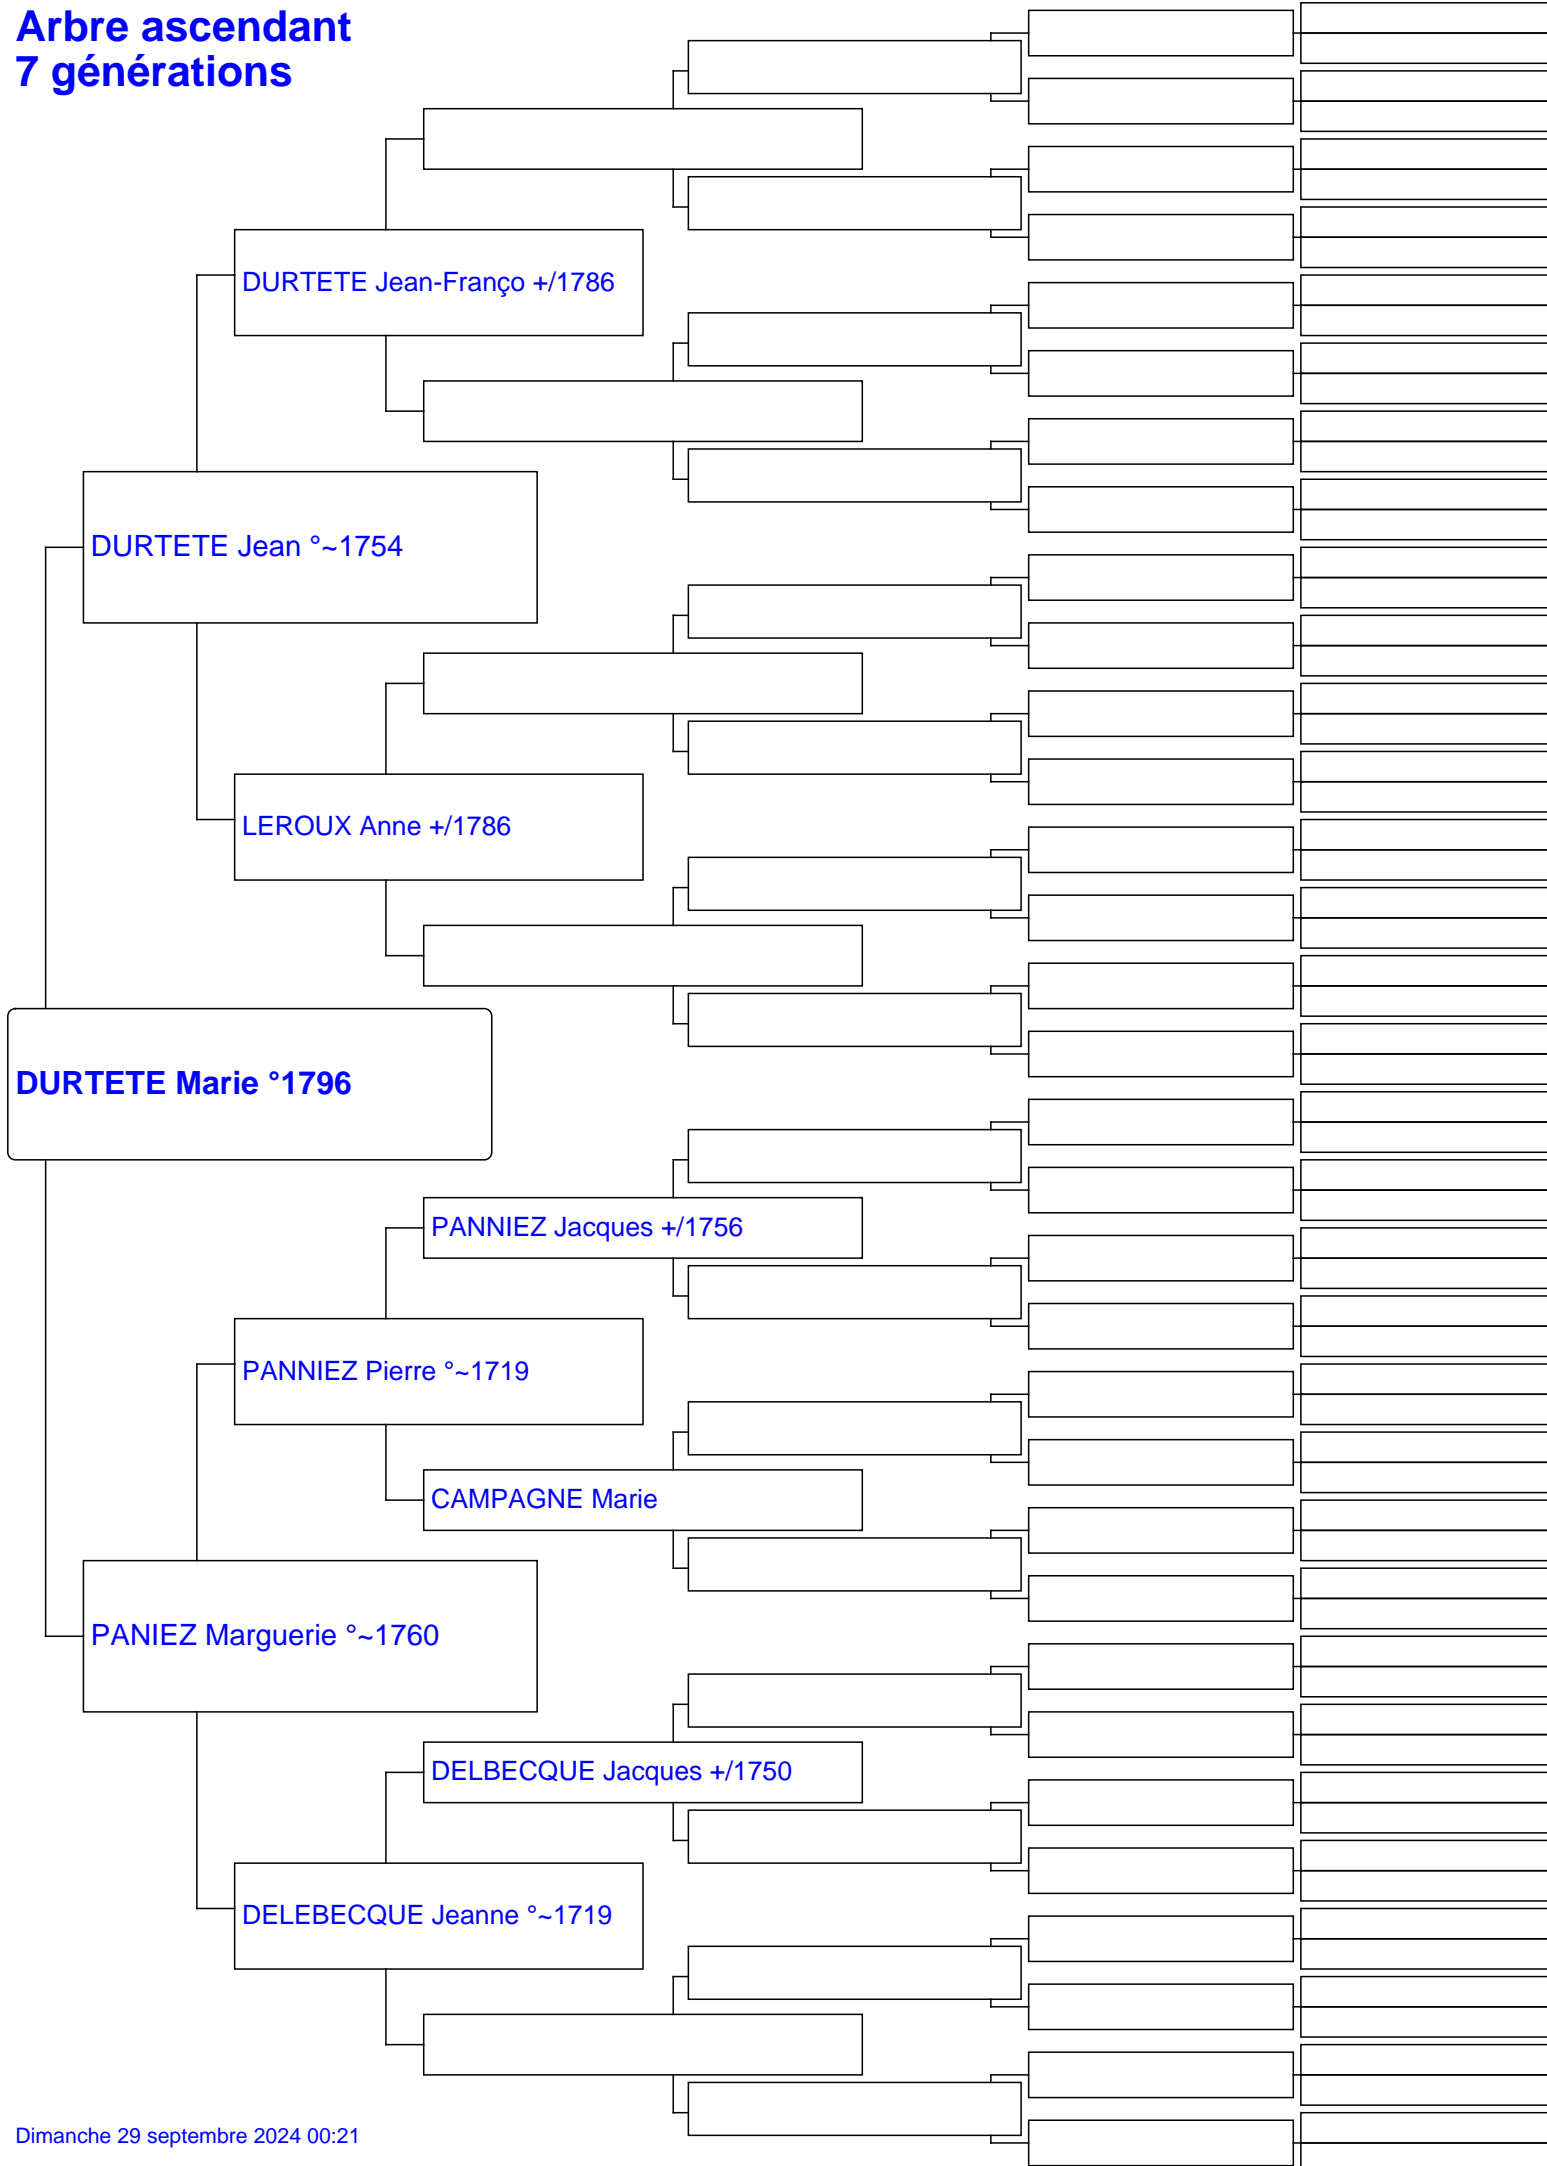 Arbre ascendant
7 générations
DURTETE Jean-Franço +/1786
DURTETE Jean °~1754
LEROUX Anne +/1786
DURTETE Marie °1796
PANNIEZ Jacques +/1756
PANNIEZ Pierre °~1719
CAMPAGNE Marie
PANIEZ Marguerie °~1760
DELBECQUE Jacques +/1750
DELEBECQUE Jeanne °~1719
Dimanche 29 septembre 2024 00:21